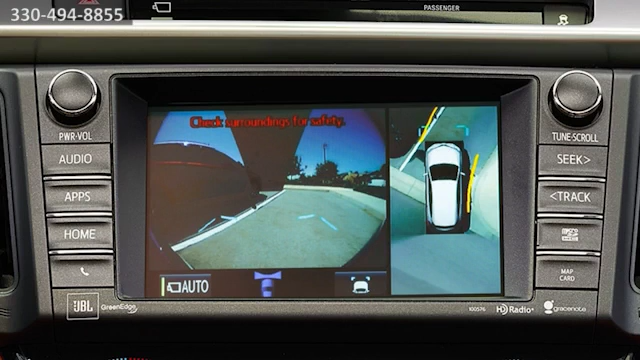 330-494-8855
PASSENGER
Check surroundings for safety.
PWR•VOL
TUNE•SCROLL
AUDIO
SEEK>
APPS
<TRACK
HOME
MAP
CARD
AUTO
JBL
GreenEdge
100576
HD Radio
gracenote